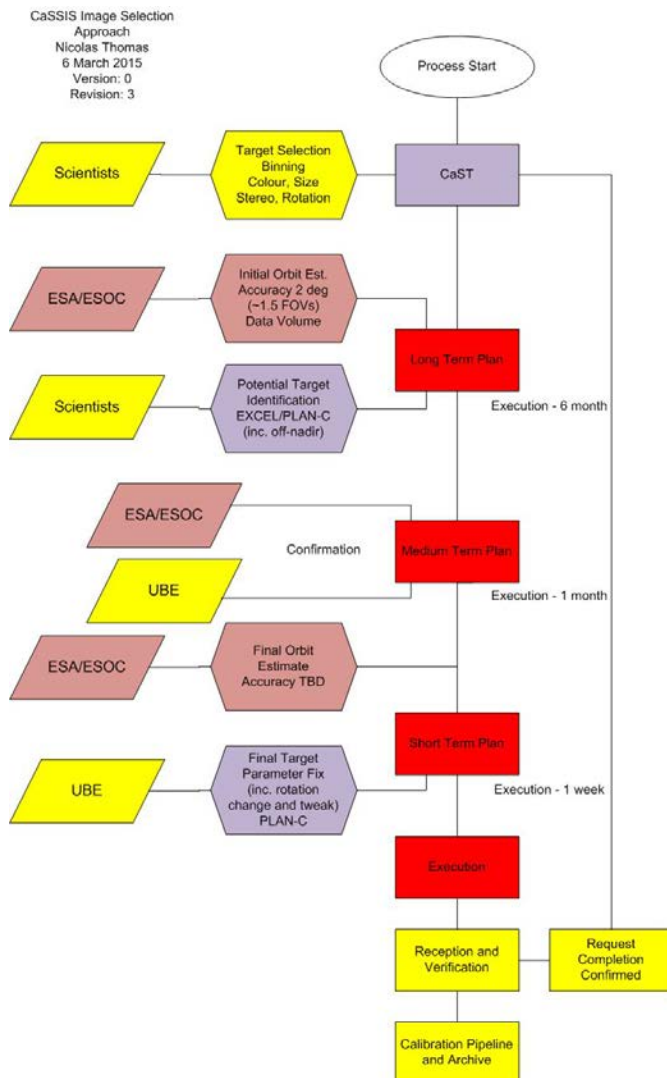 CaSSIS Image Selection
Approach
Nicolas Thomas
6 March 2015
Version: 0
Revision: 3
Process Start
Scientists
Target Selection
Binning
Colour, Size
Stereo, Rotation
CaST
ESA/ESOC
Initial Orbit Est.
Accuracy 2 deg
(~1.5 FOVs)
Data Volume
Long Term Plan
Scientists
Potential Target
Identification
EXCEL/PLAN-C
(inc. off-nadir)
Execution - 6 month
ESA/ESOC
Confirmation
Medium Term Plan
UBE
Execution - 1 month
ESA/ESOC
Final Orbit
Estimate
Accuracy TBD
Short Term Plan
UBE
Final Target
Parameter Fix
(inc. rotation
change and tweak)
PLAN-C
Execution - 1 week
Execution
Reception and
Verification
Request
Completion
Confirmed
Calibration Pipeline
and Archive